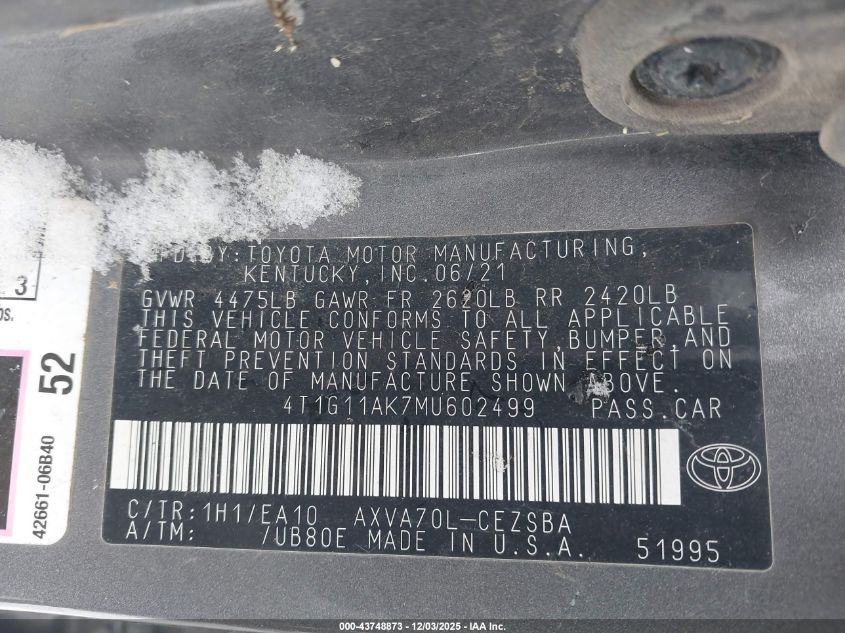 BY: TOYOTA MOTOR MANUFACTURING,
KENTUCKY, INC. 06/21
GVWR 4475LB GAWR FR 2620LB RR 2420LB
THIS VEHICLE CONFORMS TO ALL APPLICABLE
FEDERAL MOTOR VEHICLE SAFETY, BUMPER, AND
THEFT PREVENTION STANDARDS IN EFFECT ON
THE DATE OF MANUFACTURE SHOWN ABOVE.
4T1G11AK7MU602499 PASS.CAR
C/TR: 1H1/EA10 AXVA70L-CEZSBA
A/TM: /UB80E MADE IN U.S.A. 51995
3
52
42661-06B40
000-43748873 - 12/03/2025 - IAA Inc.